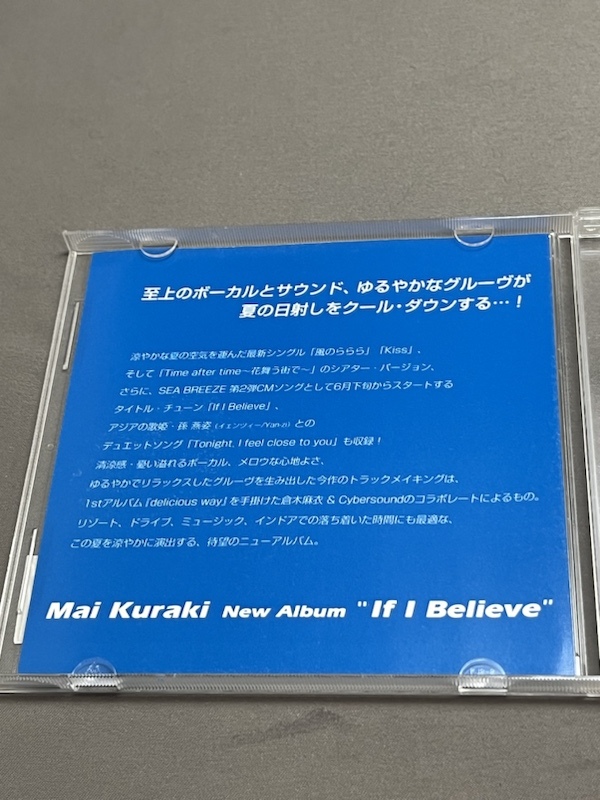 至上のボーカルとサウンド、ゆるやかなグルーヴが
夏の日射しをクール・ダウンする…！
涼やかな夏の空気を運んだ最新シングル「風のららら」「Kiss」、
そして「Time after time～花舞う街で～」のシアター・バージョン、
さらに、SEA BREEZE 第2弾CMソングとして6月下旬からスタートする
タイトル・チューン「If I Believe」、
アジアの歌姫・孫 燕姿（イェンツィー/Yan-zi）との
デュエットソング「Tonight, I feel close to you」も収録！
清涼感・憂い溢れるボーカル、メロウな心地よさ、
ゆるやかでリラックスしたグルーヴを生み出した今作のトラックメイキングは、
1stアルバム『delicious way』を手掛けた倉木麻衣 & Cybersoundのコラボレートによるもの。
リゾート、ドライブ、ミュージック、インドアでの落ち着いた時間にも最適な、
この夏を涼やかに演出する、待望のニューアルバム。
Mai Kuraki New Album "If I Believe"